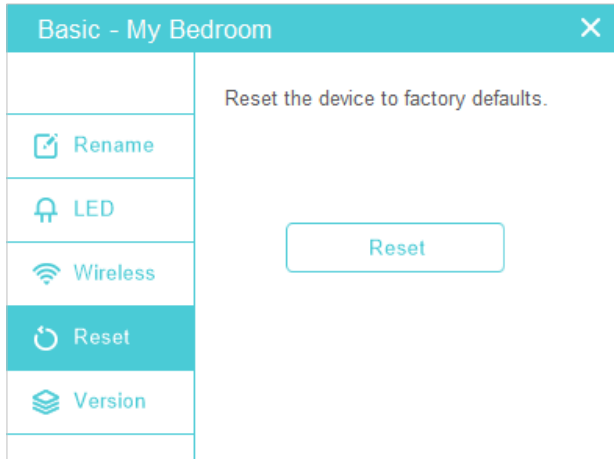 Basic - My Bedroom
Reset the device to factory defaults.
Rename
LED
Wireless
Reset
Reset
Version